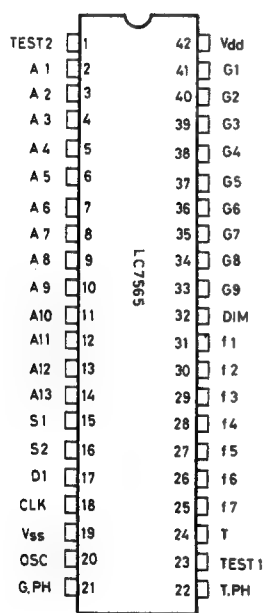 TEST2 1 42 Vdd
A1 2 41 G1
A2 3 40 G2
A3 4 39 G3
A4 5 38 G4
A5 6 37 G5
A6 7 36 G6
A7 8 35 G7
A8 9 34 G8
A9 10 33 G9
A10 11 32 DIM
A11 12 31 f1
A12 13 30 f2
A13 14 29 f3
S1 15 28 f4
S2 16 27 f5
D1 17 26 f6
CLK 18 25 f7
Vss 19 24 T
OSC 20 23 TEST1
G,PH 21 22 T.PH
LC7565